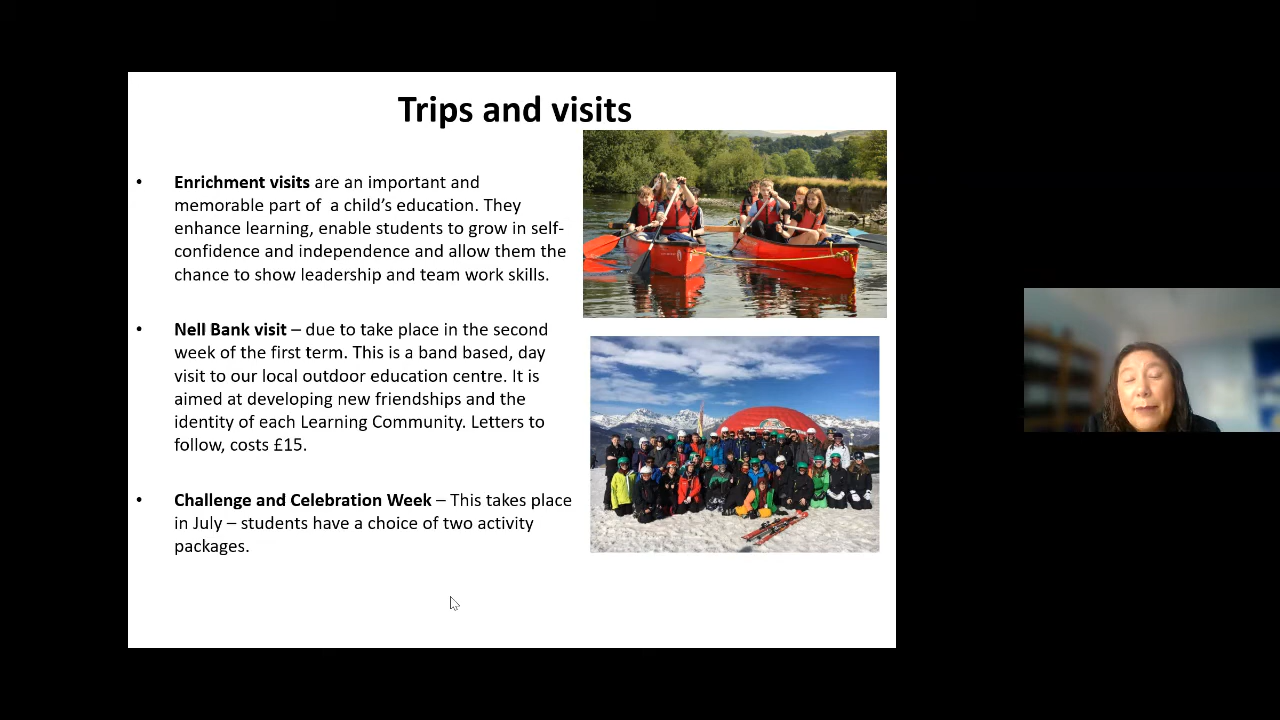 Trips and visits
• Enrichment visits are an important and
memorable part of  a child's education. They
enhance learning, enable students to grow in self-
confidence and independence and allow them the
chance to show leadership and team work skills.
• Nell Bank visit – due to take place in the second
week of the first term. This is a band based, day
visit to our local outdoor education centre. It is
aimed at developing new friendships and the
identity of each Learning Community. Letters to
follow, costs £15.
• Challenge and Celebration Week – This takes place
in July – students have a choice of two activity
packages.